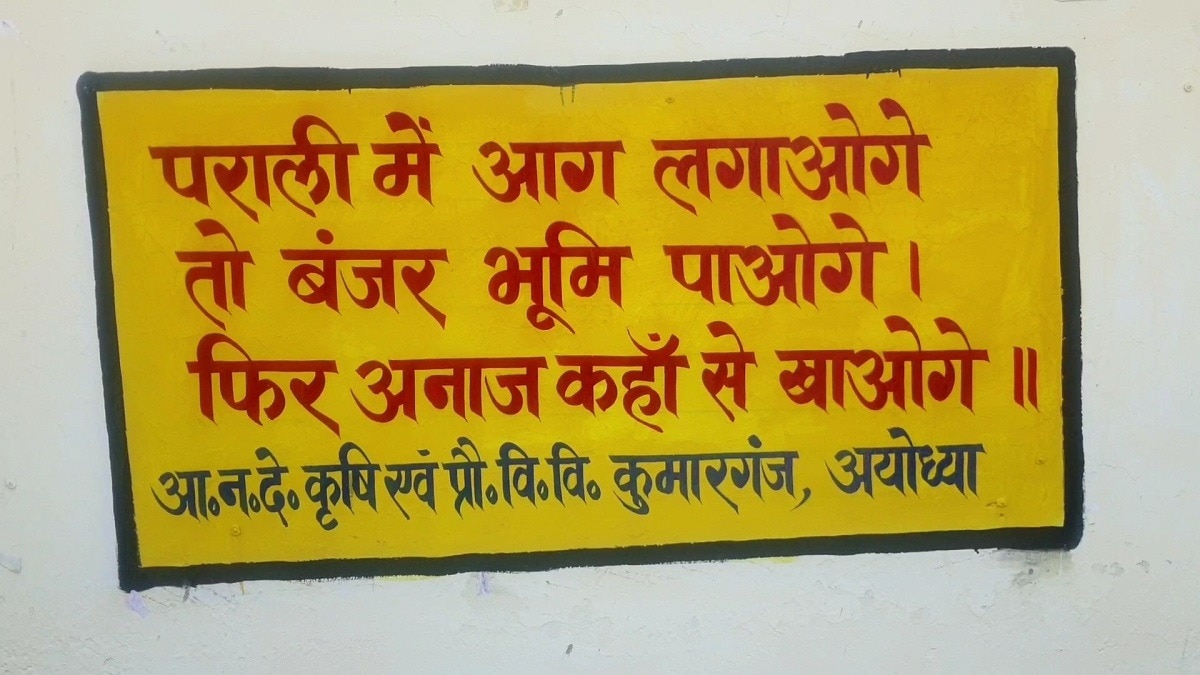 पराली में आग लगाओगे
तो बंजर भूमि पाओगे।
फिर अनाज कहाँ से खाओगे॥
आ.न.दे. कृषि एवं प्रौ.वि.वि. कुमारगंज, अयोध्या